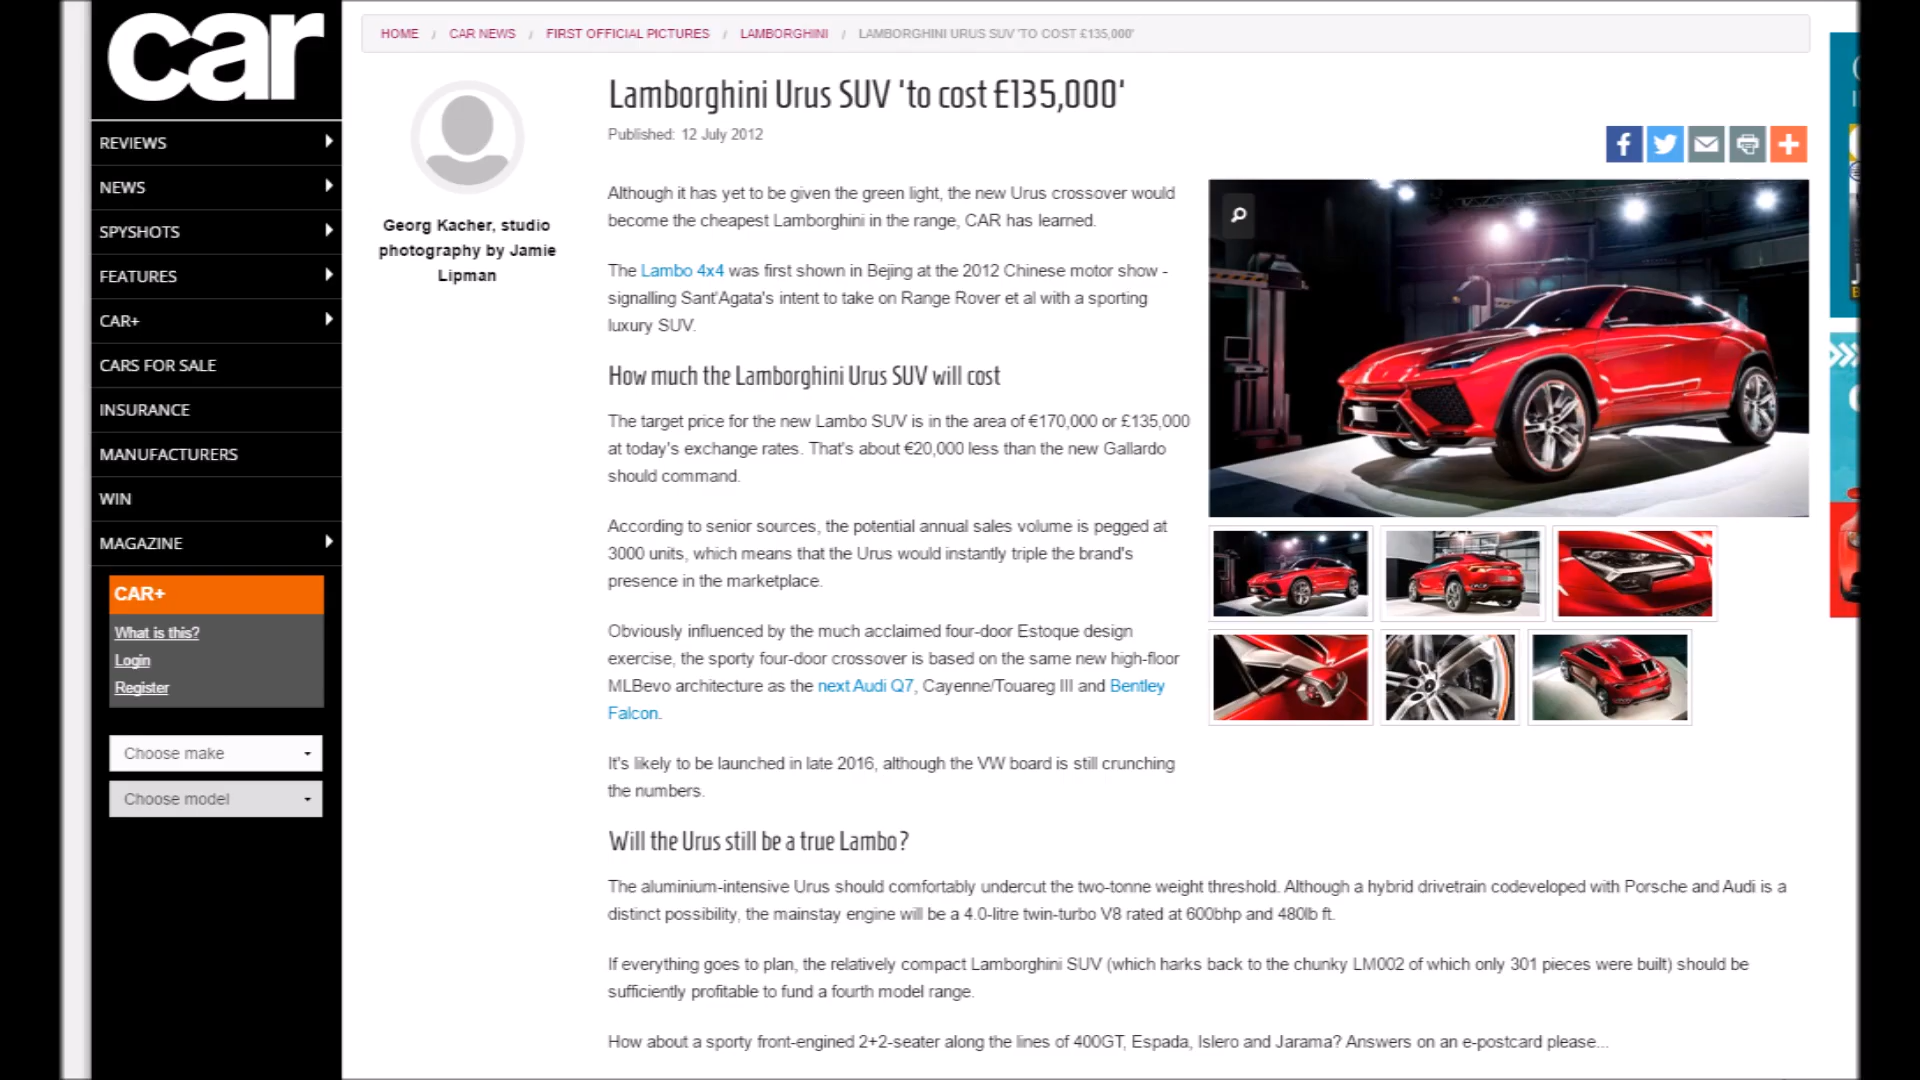 car
REVIEWS
NEWS
SPYSHOTS
FEATURES
CAR+
CARS FOR SALE
INSURANCE
MANUFACTURERS
WIN
MAGAZINE
CAR+
What is this?
Login
Register
Choose make
Choose model
HOME / CAR NEWS / FIRST OFFICIAL PICTURES / LAMBORGHINI / LAMBORGHINI URUS SUV 'TO COST £135,000'
Georg Kacher, studio
photography by Jamie
Lipman
Lamborghini Urus SUV 'to cost £135,000'
Published: 12 July 2012
Although it has yet to be given the green light, the new Urus crossover would
become the cheapest Lamborghini in the range, CAR has learned.
The Lambo 4x4 was first shown in Bejing at the 2012 Chinese motor show -
signalling Sant'Agata's intent to take on Range Rover et al with a sporting
luxury SUV.
How much the Lamborghini Urus SUV will cost
The target price for the new Lambo SUV is in the area of €170,000 or £135,000
at today's exchange rates. That's about €20,000 less than the new Gallardo
should command.
According to senior sources, the potential annual sales volume is pegged at
3000 units, which means that the Urus would instantly triple the brand's
presence in the marketplace.
Obviously influenced by the much acclaimed four-door Estoque design
exercise, the sporty four-door crossover is based on the same new high-floor
MLBevo architecture as the next Audi Q7, Cayenne/Touareg III and Bentley
Falcon.
It's likely to be launched in late 2016, although the VW board is still crunching
the numbers.
Will the Urus still be a true Lambo?
The aluminium-intensive Urus should comfortably undercut the two-tonne weight threshold. Although a hybrid drivetrain codeveloped with Porsche and Audi is a
distinct possibility, the mainstay engine will be a 4.0-litre twin-turbo V8 rated at 600bhp and 480lb ft.
If everything goes to plan, the relatively compact Lamborghini SUV (which harks back to the chunky LM002 of which only 301 pieces were built) should be
sufficiently profitable to fund a fourth model range.
How about a sporty front-engined 2+2-seater along the lines of 400GT, Espada, Islero and Jarama? Answers on an e-postcard please...